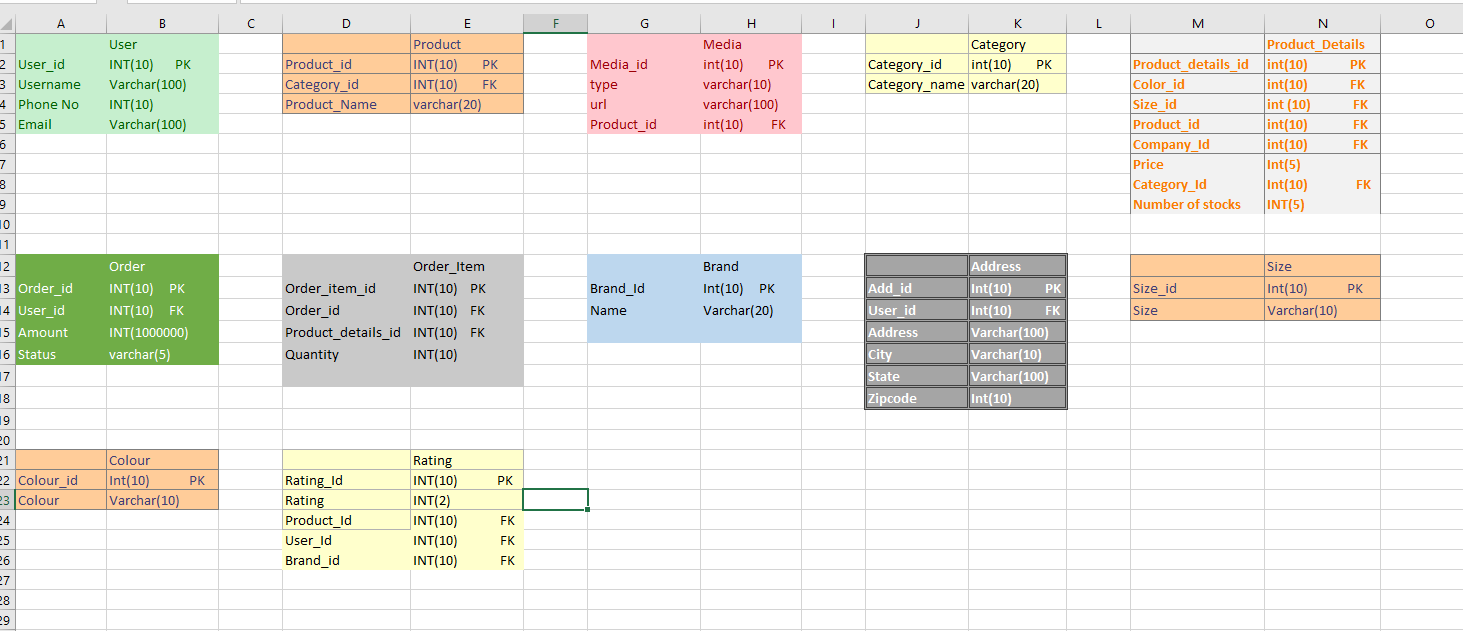 A B C D E F G H I J K L M N O
1 User Product Media Category Product_Details
2 User_id INT(10) PK Product_id INT(10) PK Media_id int(10) PK Category_id int(10) PK Product_details_id int(10) PK
3 Username Varchar(100) Category_id INT(10) FK type varchar(10) Category_name varchar(20) Color_id int(10) FK
4 Phone No INT(10) Product_Name varchar(20) url varchar(100) Size_id int (10) FK
5 Email Varchar(100) Product_id int(10) FK Product_id int(10) FK
6 Company_Id int(10) FK
7 Price Int(5)
8 Category_Id Int(10) FK
9 Number of stocks INT(5)
10
11
12 Order Order_Item Brand Address Size
13 Order_id INT(10) PK Order_item_id INT(10) PK Brand_Id Int(10) PK Add_id Int(10) PK Size_id Int(10) PK
14 User_id INT(10) FK Order_id INT(10) FK Name Varchar(20) User_id Int(10) FK Size Varchar(10)
15 Amount INT(1000000) Product_details_id INT(10) FK Address Varchar(100)
16 Status varchar(5) Quantity INT(10) City Varchar(10)
17 State Varchar(100)
18 Zipcode Int(10)
19
20
21 Colour Rating
22 Colour_id Int(10) PK Rating_Id INT(10) PK
23 Colour Varchar(10) Rating INT(2)
24 Product_Id INT(10) FK
25 User_Id INT(10) FK
26 Brand_id INT(10) FK
27
28
29